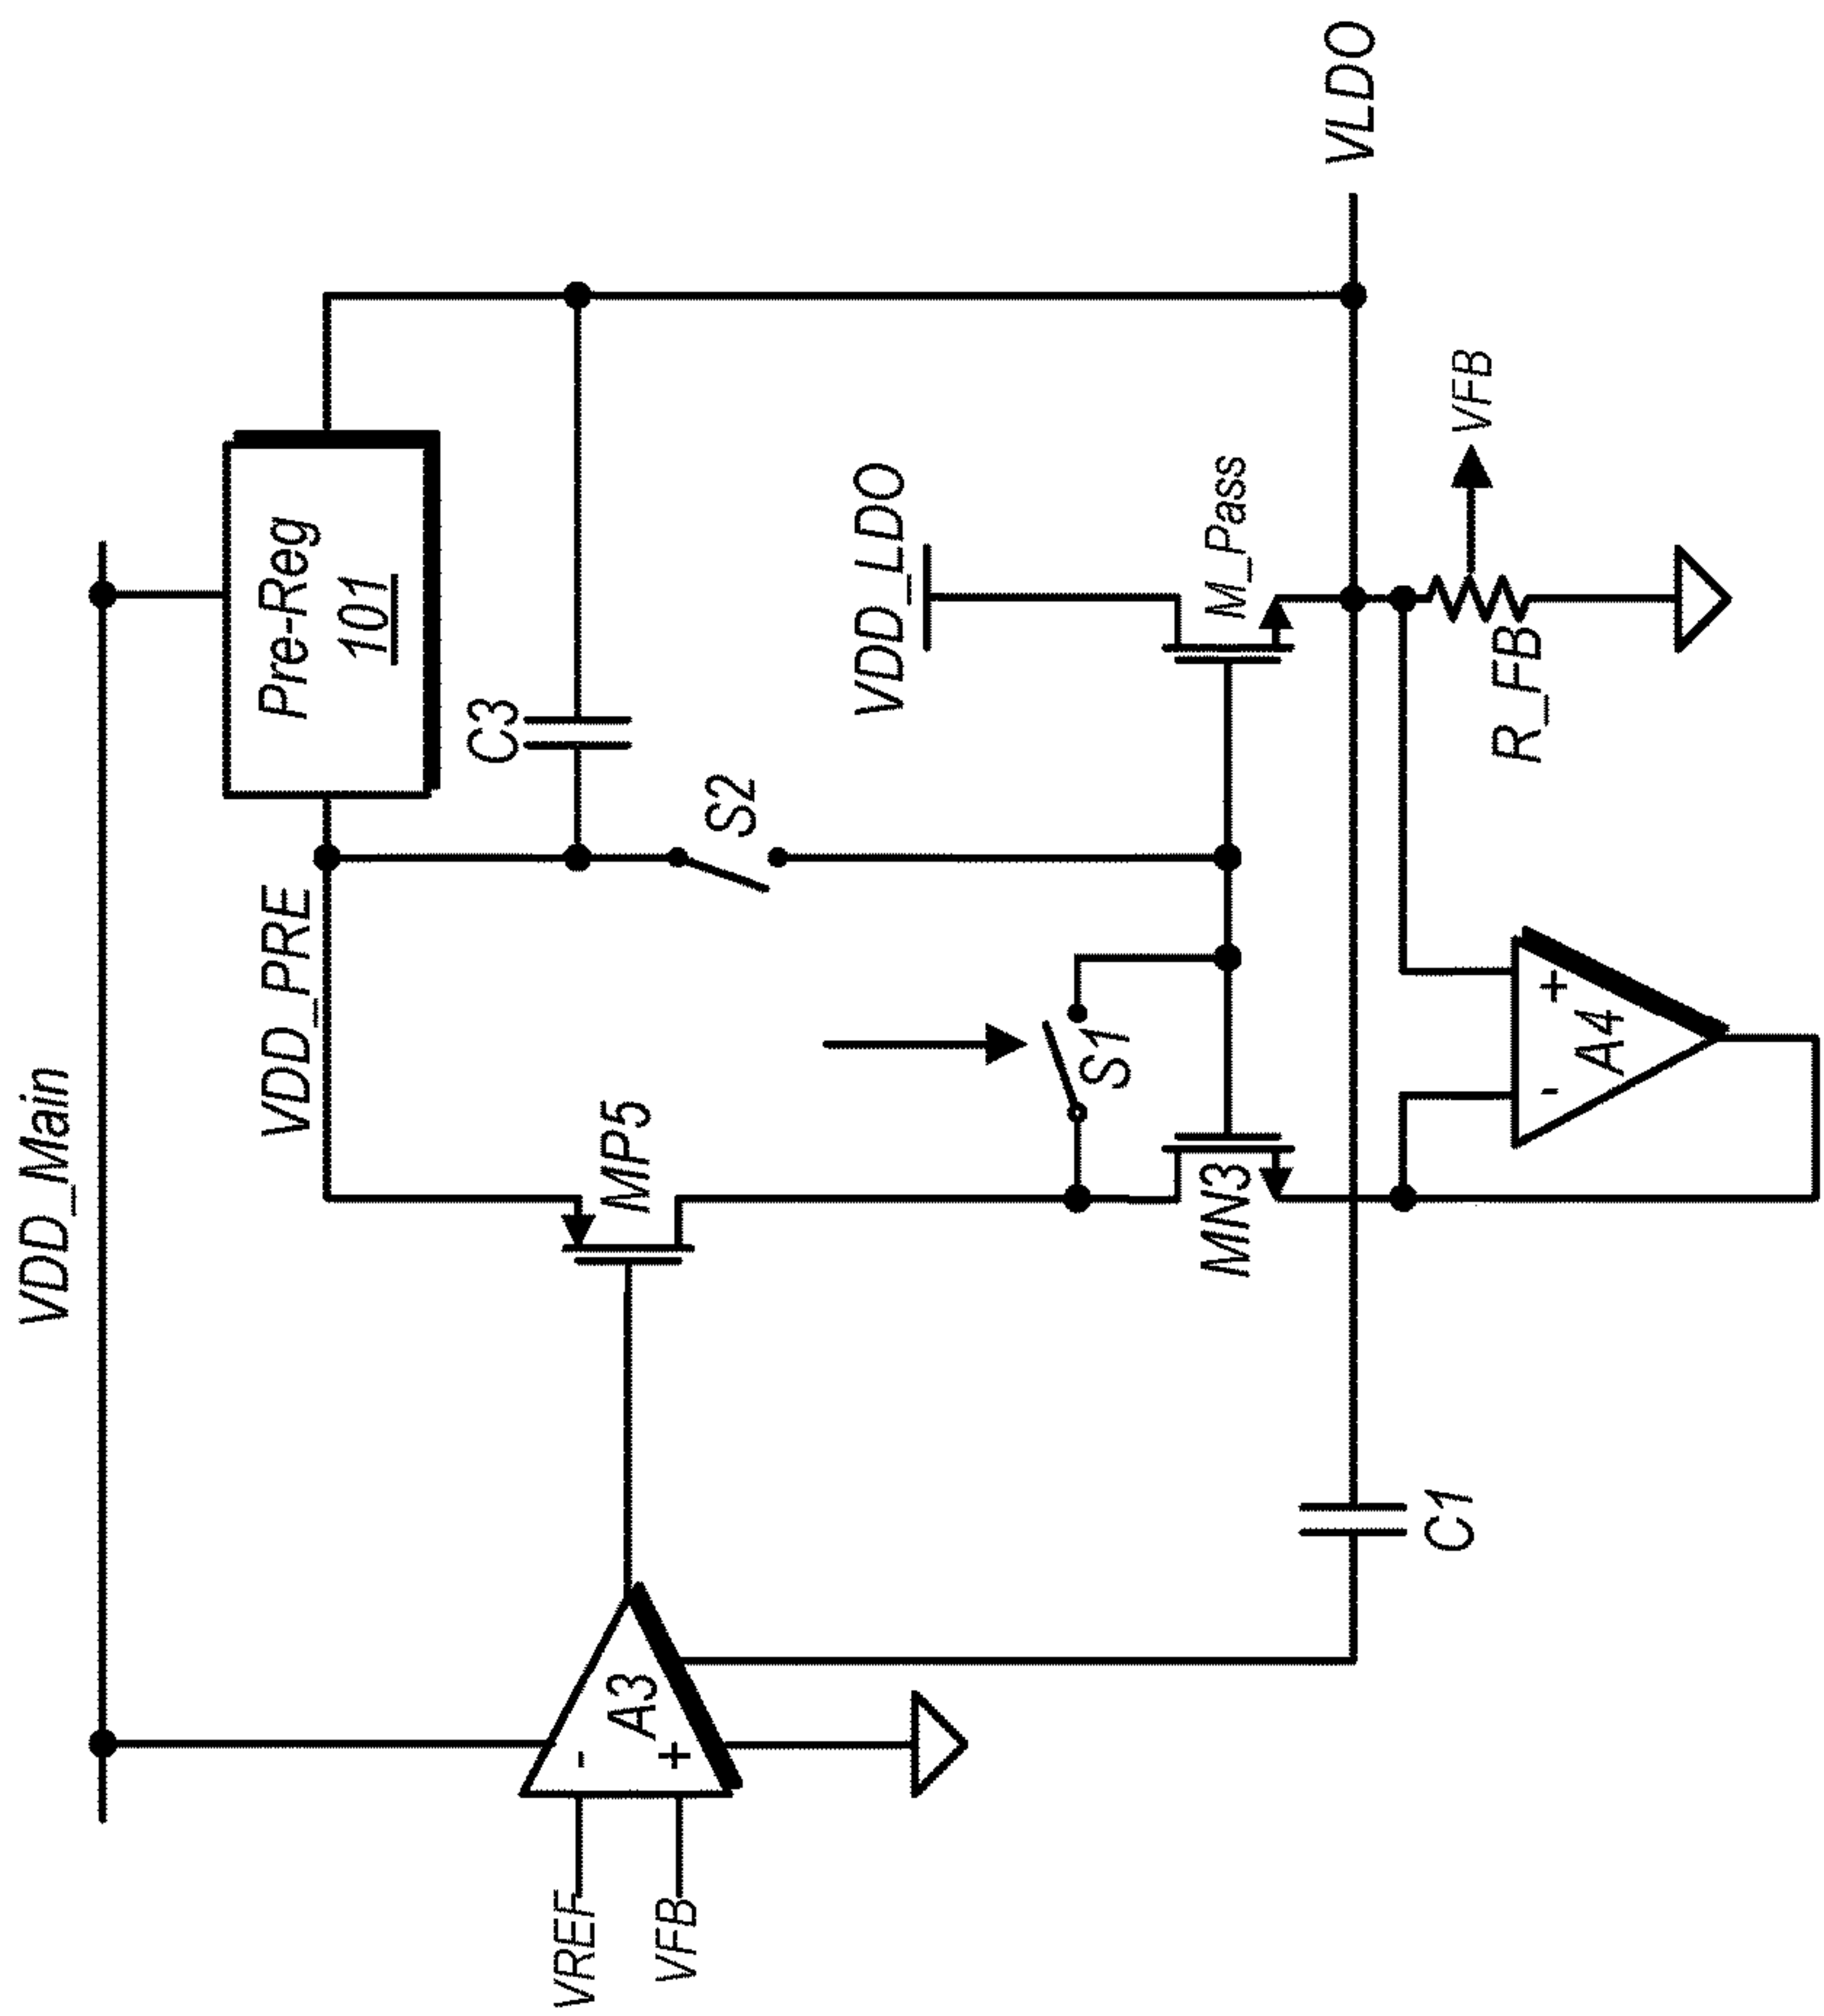 VDD_Main
Pre-Reg
101
VDD_PRE
C3
S2
VDD_LDO
MP5
S1
M_Pass
VLDO
MN3
A3
-
+
VREF
VFB
C1
A4
-
+
R_FB
VFB